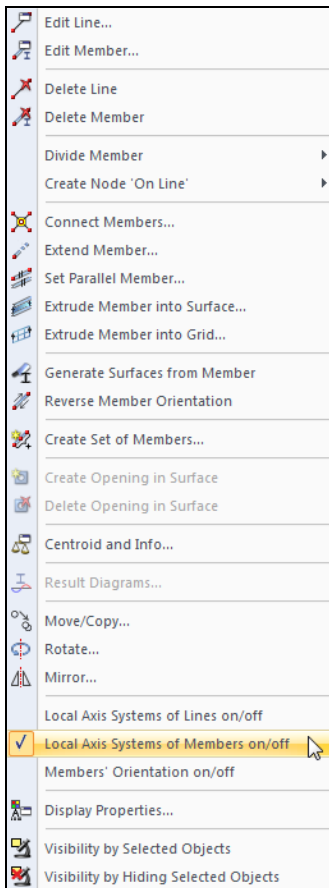 Edit Line...
Edit Member...
Delete Line
Delete Member
Divide Member
Create Node 'On Line'
Connect Members...
Extend Member...
Set Parallel Member...
Extrude Member into Surface...
Extrude Member into Grid...
Generate Surfaces from Member
Reverse Member Orientation
Create Set of Members...
Create Opening in Surface
Delete Opening in Surface
Centroid and Info...
Result Diagrams...
Move/Copy...
Rotate...
Mirror...
Local Axis Systems of Lines on/off
Local Axis Systems of Members on/off
Members' Orientation on/off
Display Properties...
Visibility by Selected Objects
Visibility by Hiding Selected Objects